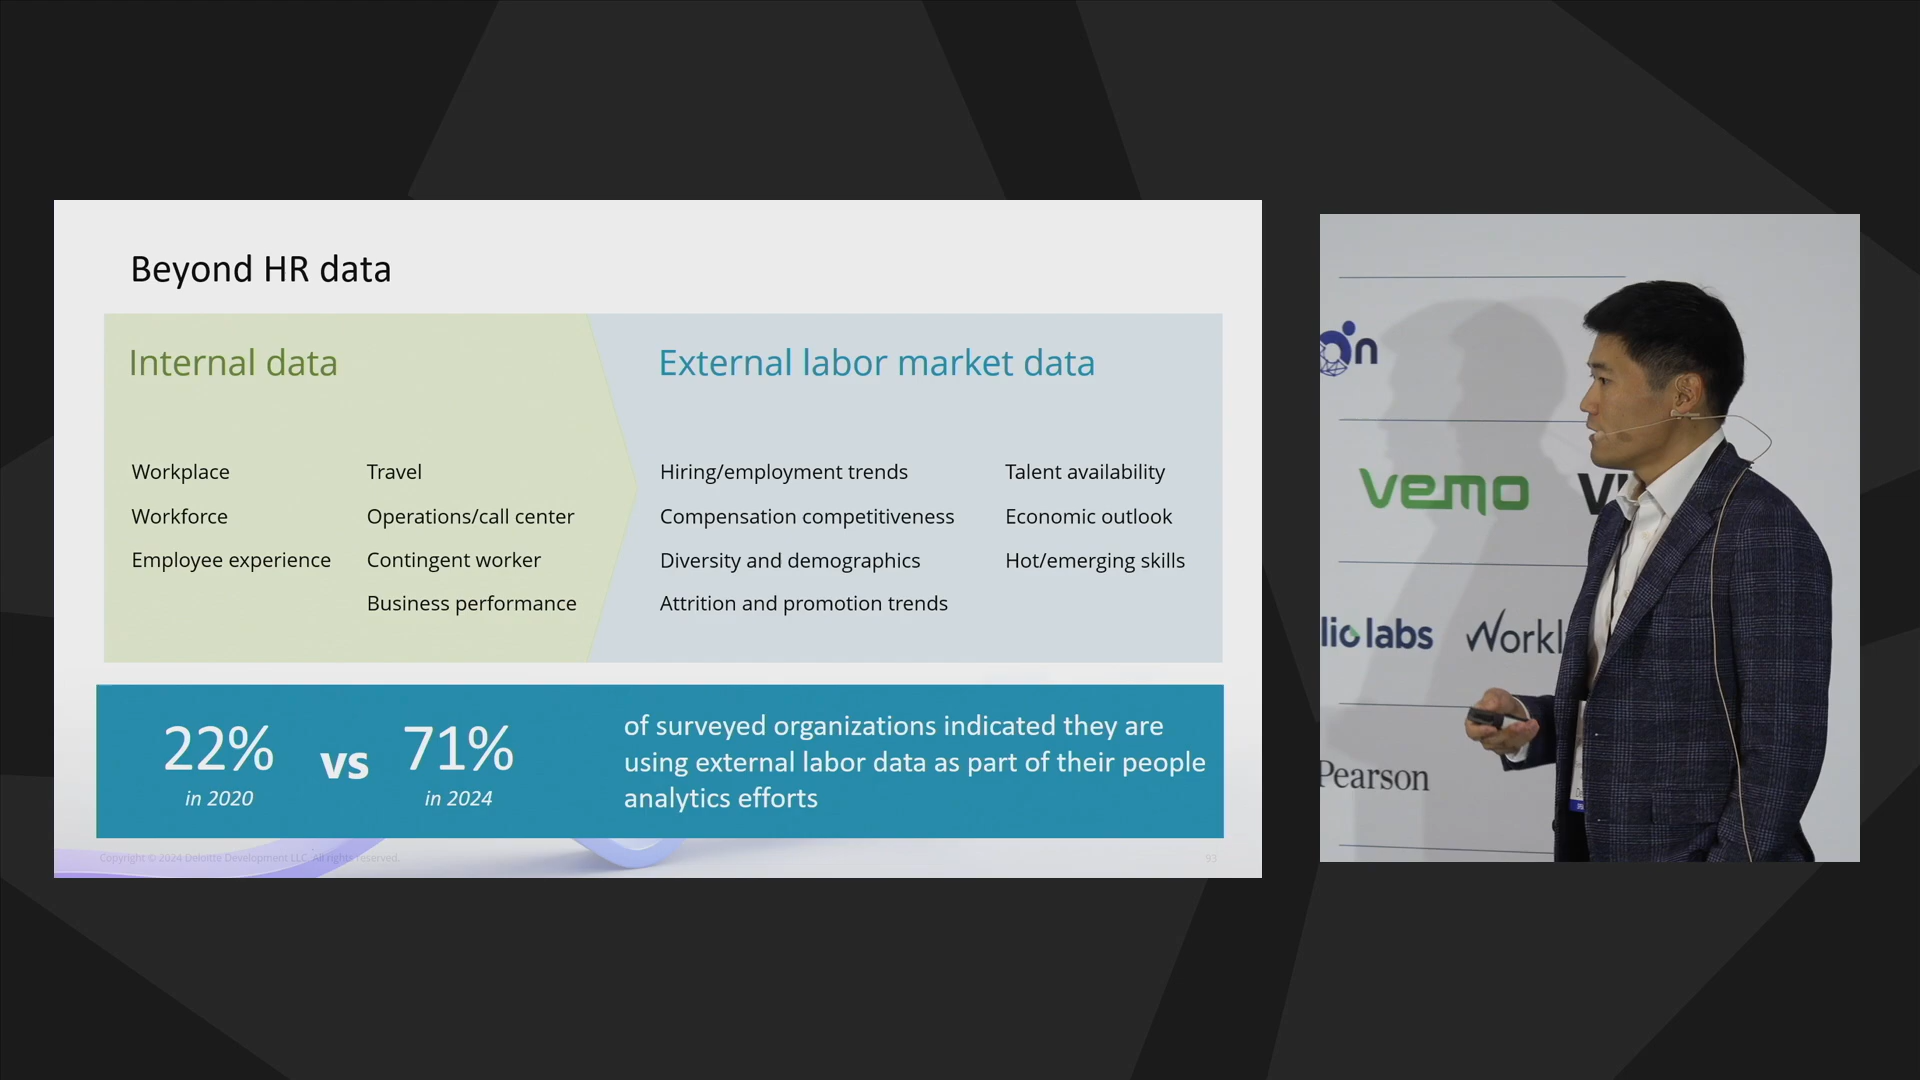 Beyond HR data
Internal data
Workplace
Workforce
Employee experience
Travel
Operations/call center
Contingent worker
Business performance
External labor market data
Hiring/employment trends
Compensation competitiveness
Diversity and demographics
Attrition and promotion trends
Talent availability
Economic outlook
Hot/emerging skills
22%
in 2020
vs
71%
in 2024
of surveyed organizations indicated they are
using external labor data as part of their people
analytics efforts
Copyright © 2024 Deloitte Development LLC. All rights reserved.
93
on
vemo
lio labs
Workl
Pearson